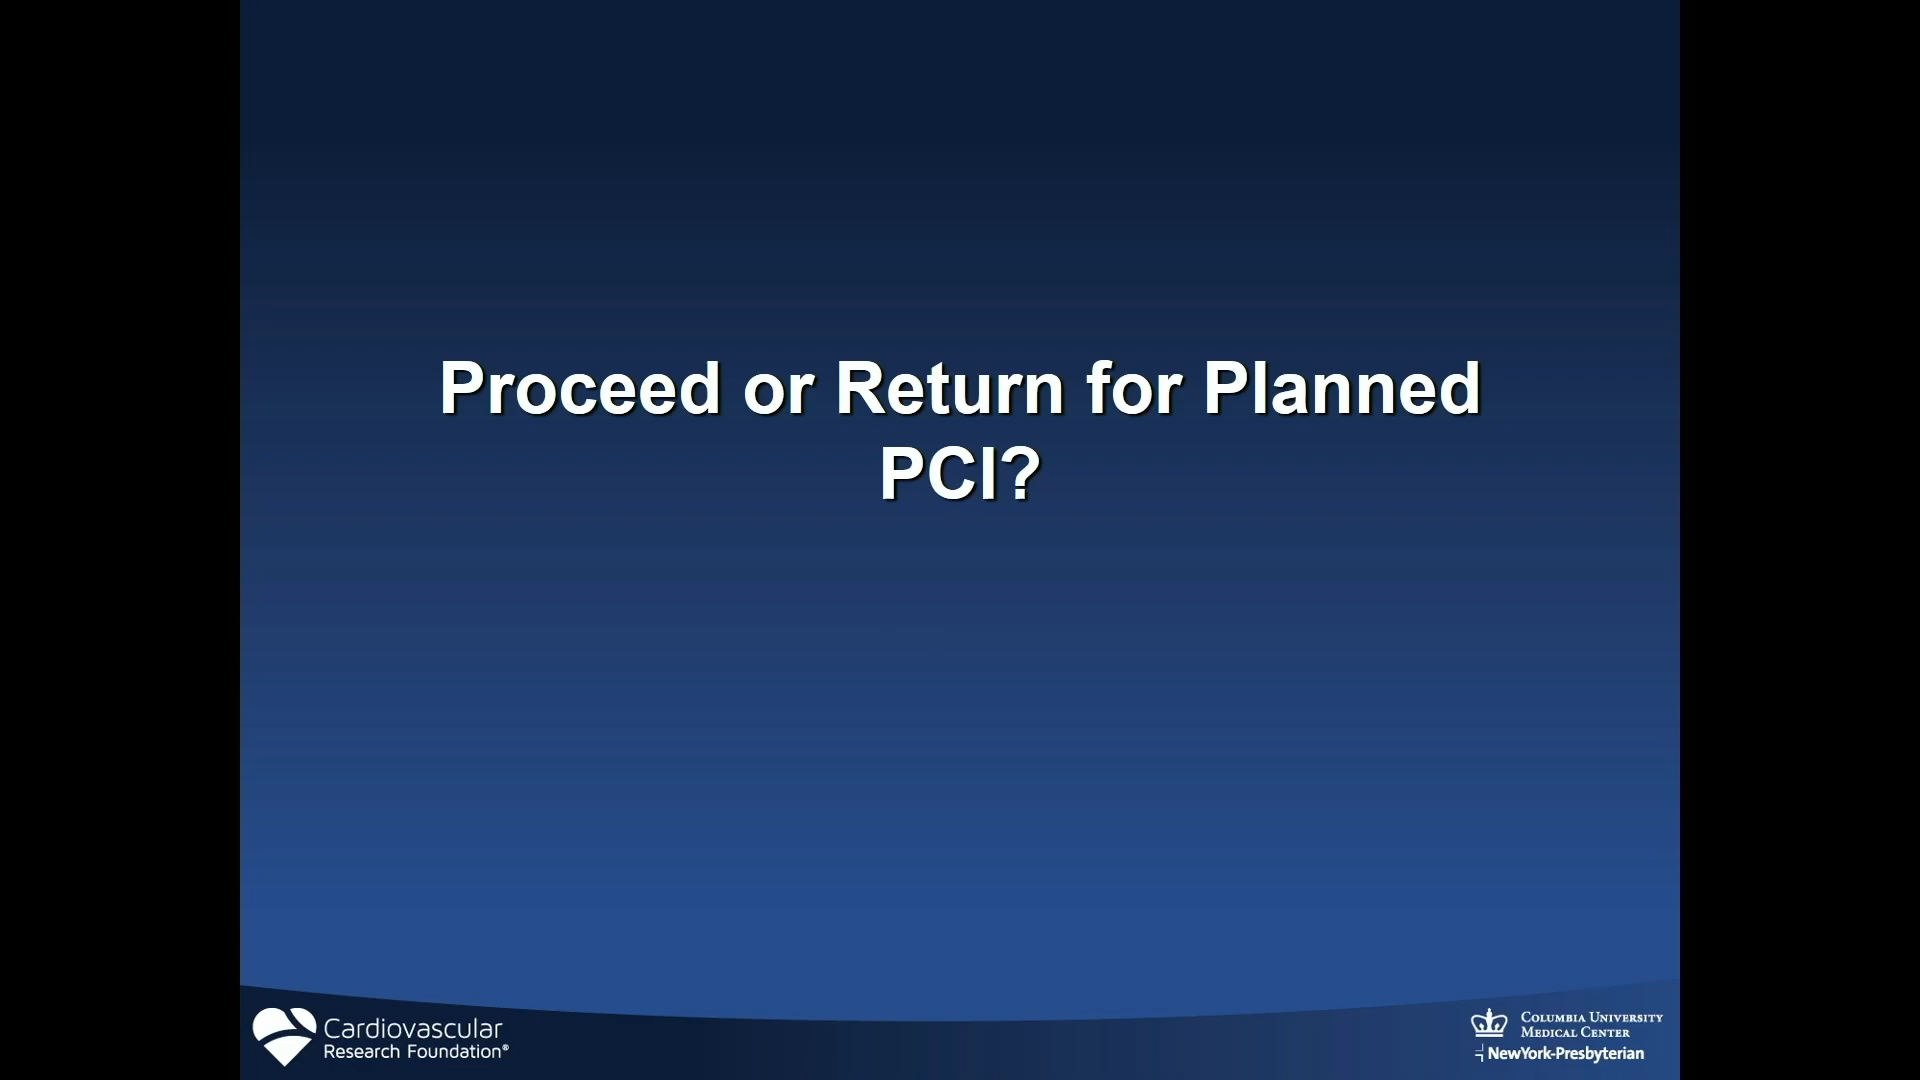 Proceed or Return for Planned
PCI?
Cardiovascular
Research Foundation®
COLUMBIA UNIVERSITY
MEDICAL CENTER
NewYork-Presbyterian